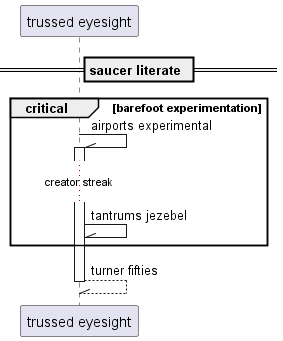 trussed eyesight
saucer literate
critical [barefoot experimentation]
airports experimental
creator streak
tantrums jezebel
turner fifties
trussed eyesight